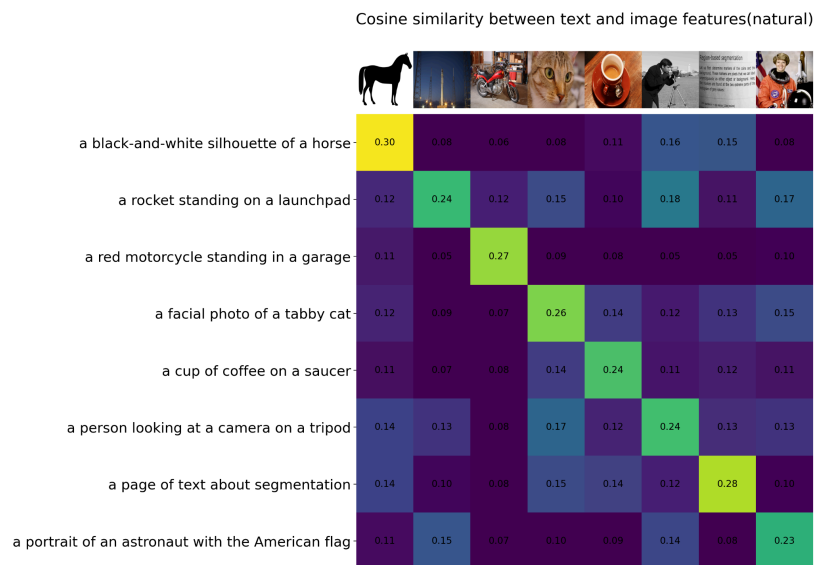 Cosine similarity between text and image features(natural)
a black-and-white silhouette of a horse 0.30 0.08 0.06 0.08 0.11 0.16 0.15 0.08
a rocket standing on a launchpad 0.12 0.24 0.12 0.15 0.10 0.18 0.11 0.17
a red motorcycle standing in a garage 0.11 0.05 0.27 0.09 0.08 0.05 0.05 0.10
a facial photo of a tabby cat 0.12 0.09 0.07 0.26 0.14 0.12 0.13 0.15
a cup of coffee on a saucer 0.11 0.07 0.08 0.14 0.24 0.11 0.12 0.11
a person looking at a camera on a tripod 0.14 0.13 0.08 0.17 0.12 0.24 0.13 0.13
a page of text about segmentation 0.14 0.10 0.08 0.15 0.14 0.12 0.28 0.10
a portrait of an astronaut with the American flag 0.11 0.15 0.07 0.10 0.09 0.14 0.08 0.23